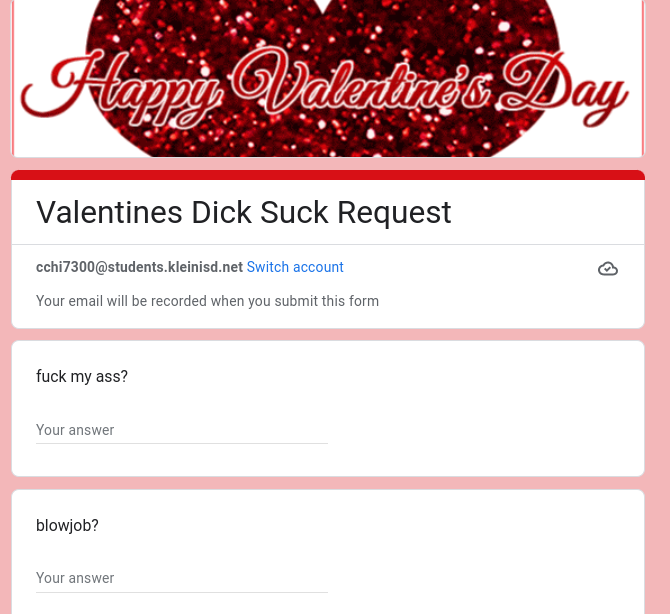 Happy Valentine's Day
Valentines Dick Suck Request
cchi7300@students.kleinisd.net Switch account
Your email will be recorded when you submit this form
fuck my ass?
Your answer
blowjob?
Your answer